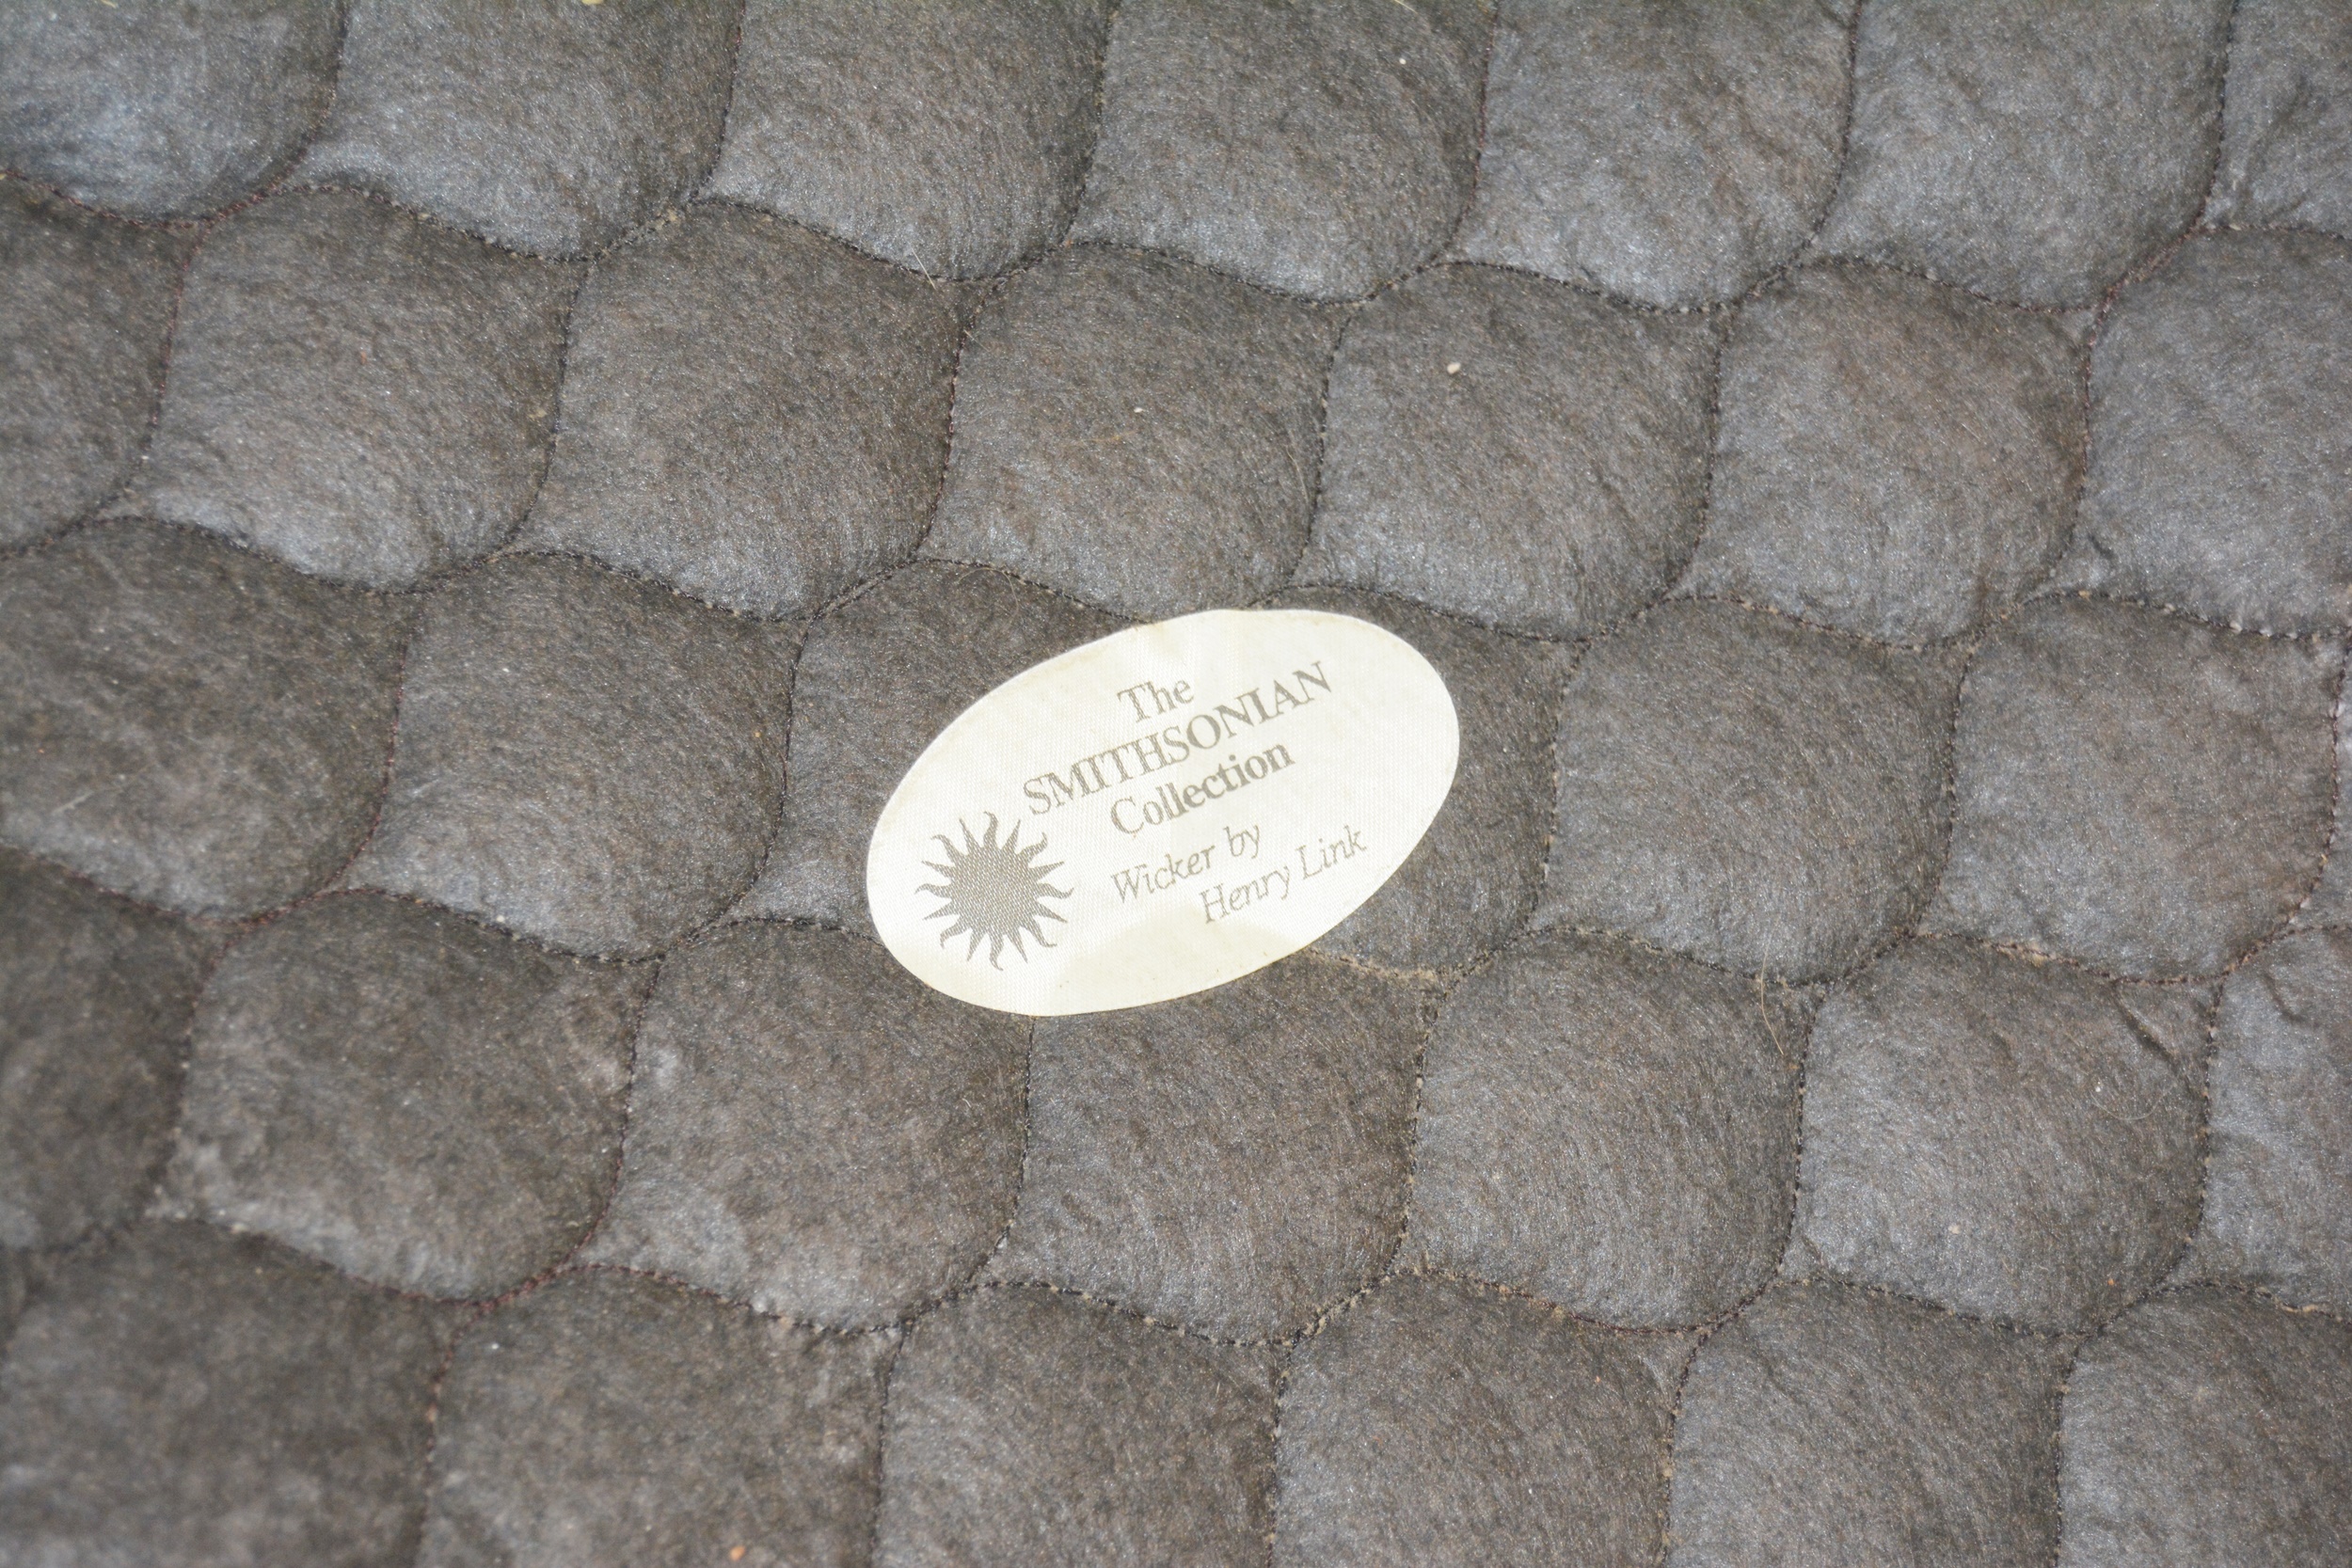 The
SMITHSONIAN
Collection
Wicker by
Henry Link